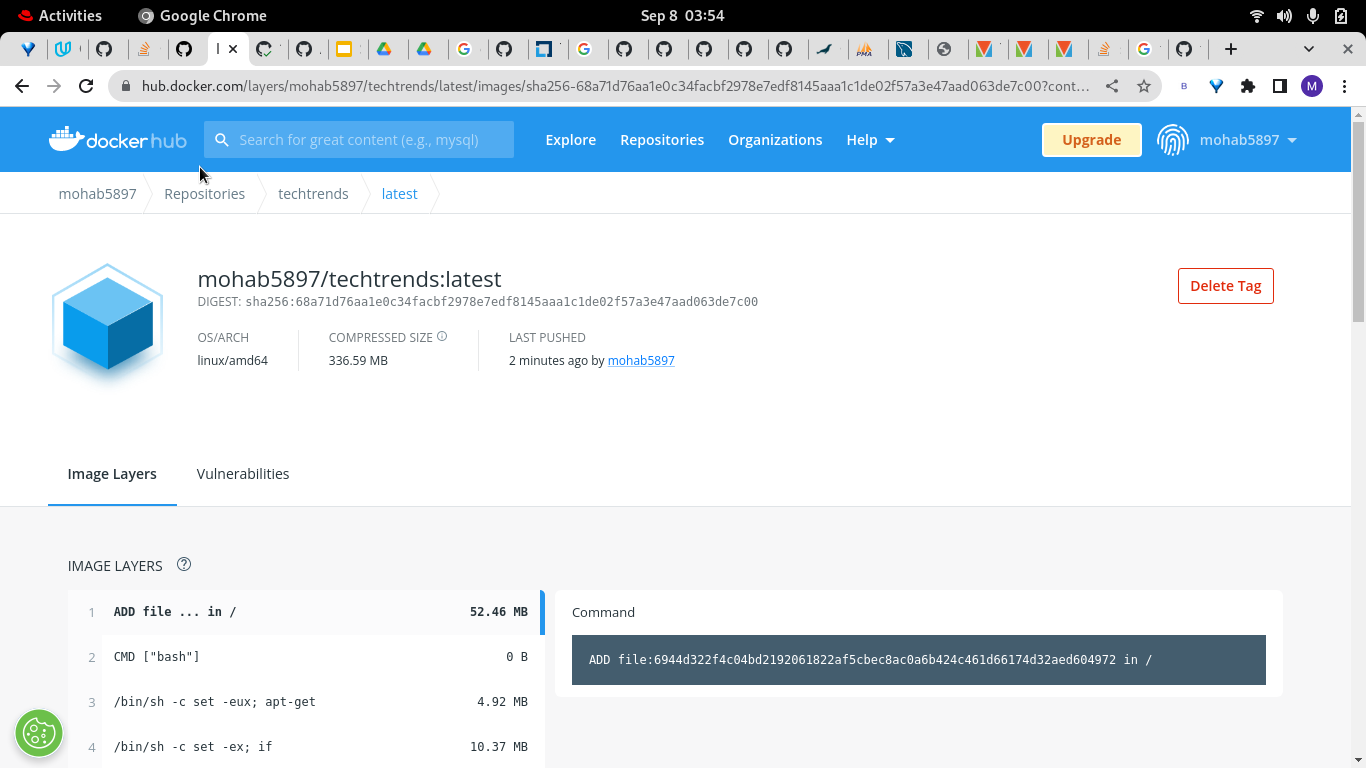 Activities Google Chrome Sep 8 03:54
hub.docker.com/layers/mohab5897/techtrends/latest/images/sha256-68a71d76aa1e0c34facbf2978e7edf8145aaa1c1de02f57a3e47aad063de7c00?cont... B M
docker hub Search for great content (e.g., mysql) Explore Repositories Organizations Help Upgrade mohab5897
mohab5897 Repositories techtrends latest
mohab5897/techtrends:latest
DIGEST: sha256:68a71d76aa1e0c34facbf2978e7edf8145aaa1c1de02f57a3e47aad063de7c00
Delete Tag
OS/ARCH COMPRESSED SIZE LAST PUSHED
linux/amd64 336.59 MB 2 minutes ago by mohab5897
Image Layers Vulnerabilities
IMAGE LAYERS
1 ADD file ... in / 52.46 MB
2 CMD ["bash"] 0 B
3 /bin/sh -c set -eux; apt-get 4.92 MB
4 /bin/sh -c set -ex; if 10.37 MB
Command
ADD file:6944d322f4c04bd2192061822af5cbec8ac0a6b424c461d66174d32aed604972 in /